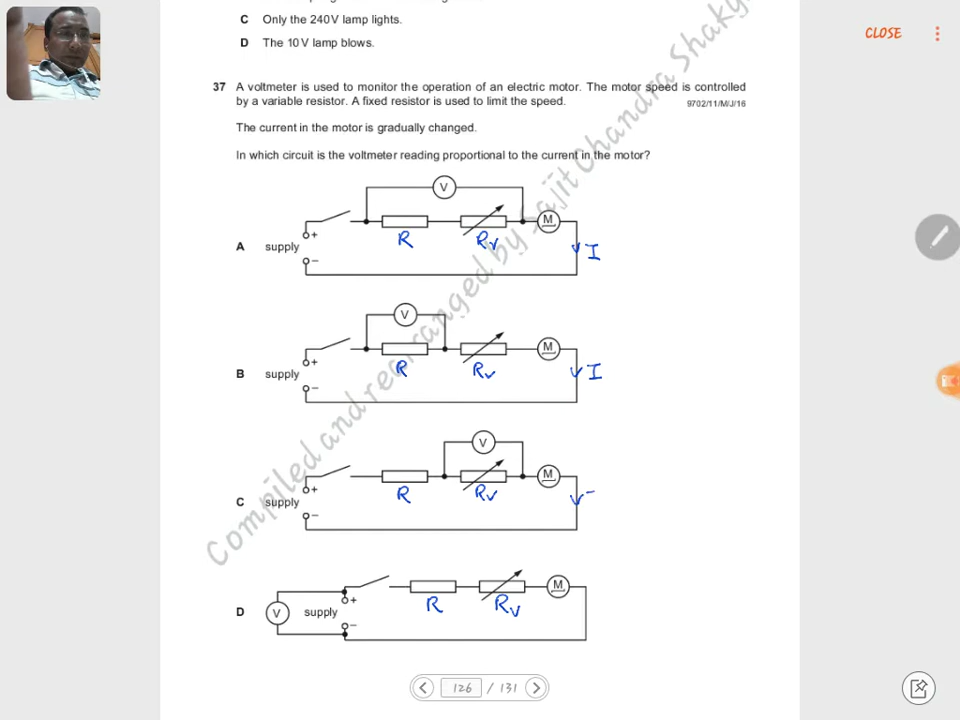 C Only the 240V lamp lights.
CLOSE
D The 10V lamp blows.
37 A voltmeter is used to monitor the operation of an electric motor. The motor speed is controlled
by a variable resistor. A fixed resistor is used to limit the speed. 9702/11/M/J/16
The current in the motor is gradually changed.
In which circuit is the voltmeter reading proportional to the current in the motor?
V
M
+
R Rv
A supply I
−
V
M
+
R Rv
B supply I
−
V
M
+
R Rv
C supply
−
M
+
R Rv
D V supply
−
Compiled and rearranged by Sajit Chandra Shakya
126 / 131